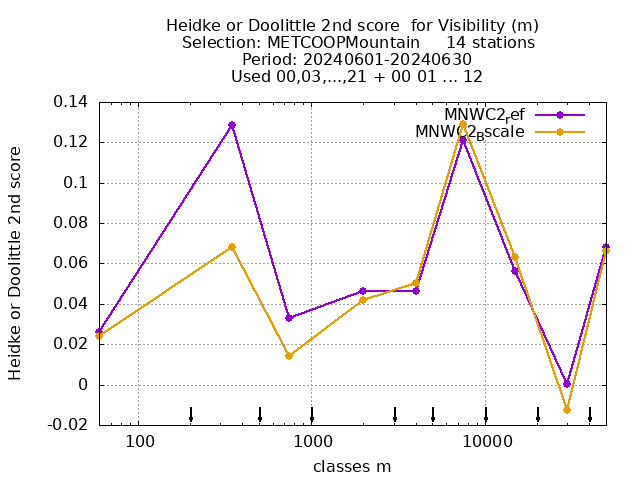 Heidke or Doolittle 2nd score  for Visibility (m)
Selection: METCOOPMountain     14 stations
Period: 20240601-20240630
Used 00,03,...,21 + 00 01 ... 12
MNWC2ref
MNWC2Bscale
0.14
0.12
0.1
0.08
0.06
0.04
0.02
0
-0.02
Heidke or Doolittle 2nd score
100
1000
10000
classes m